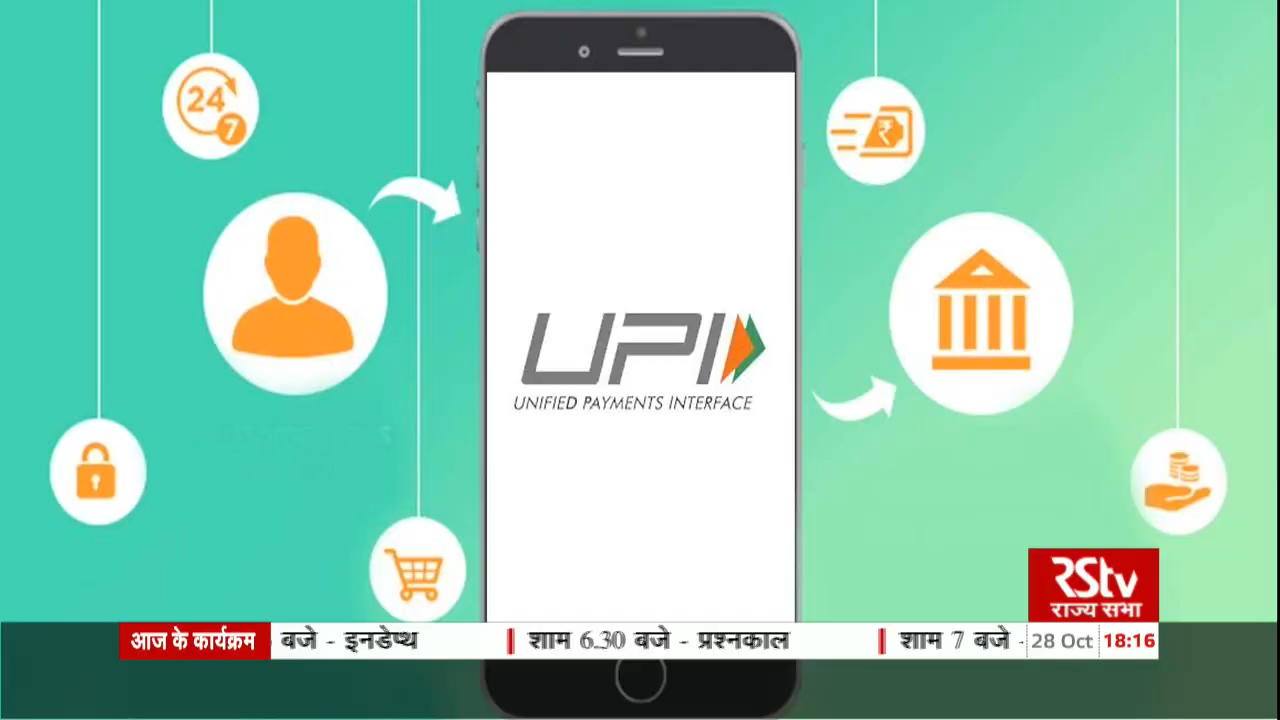 24
7
₹
UPI
UNIFIED PAYMENTS INTERFACE
RStv
राज्य सभा
आज के कार्यक्रम बजे - इनडेप्थ शाम 6.30 बजे - प्रश्नकाल शाम 7 बजे - 28 Oct 18:16